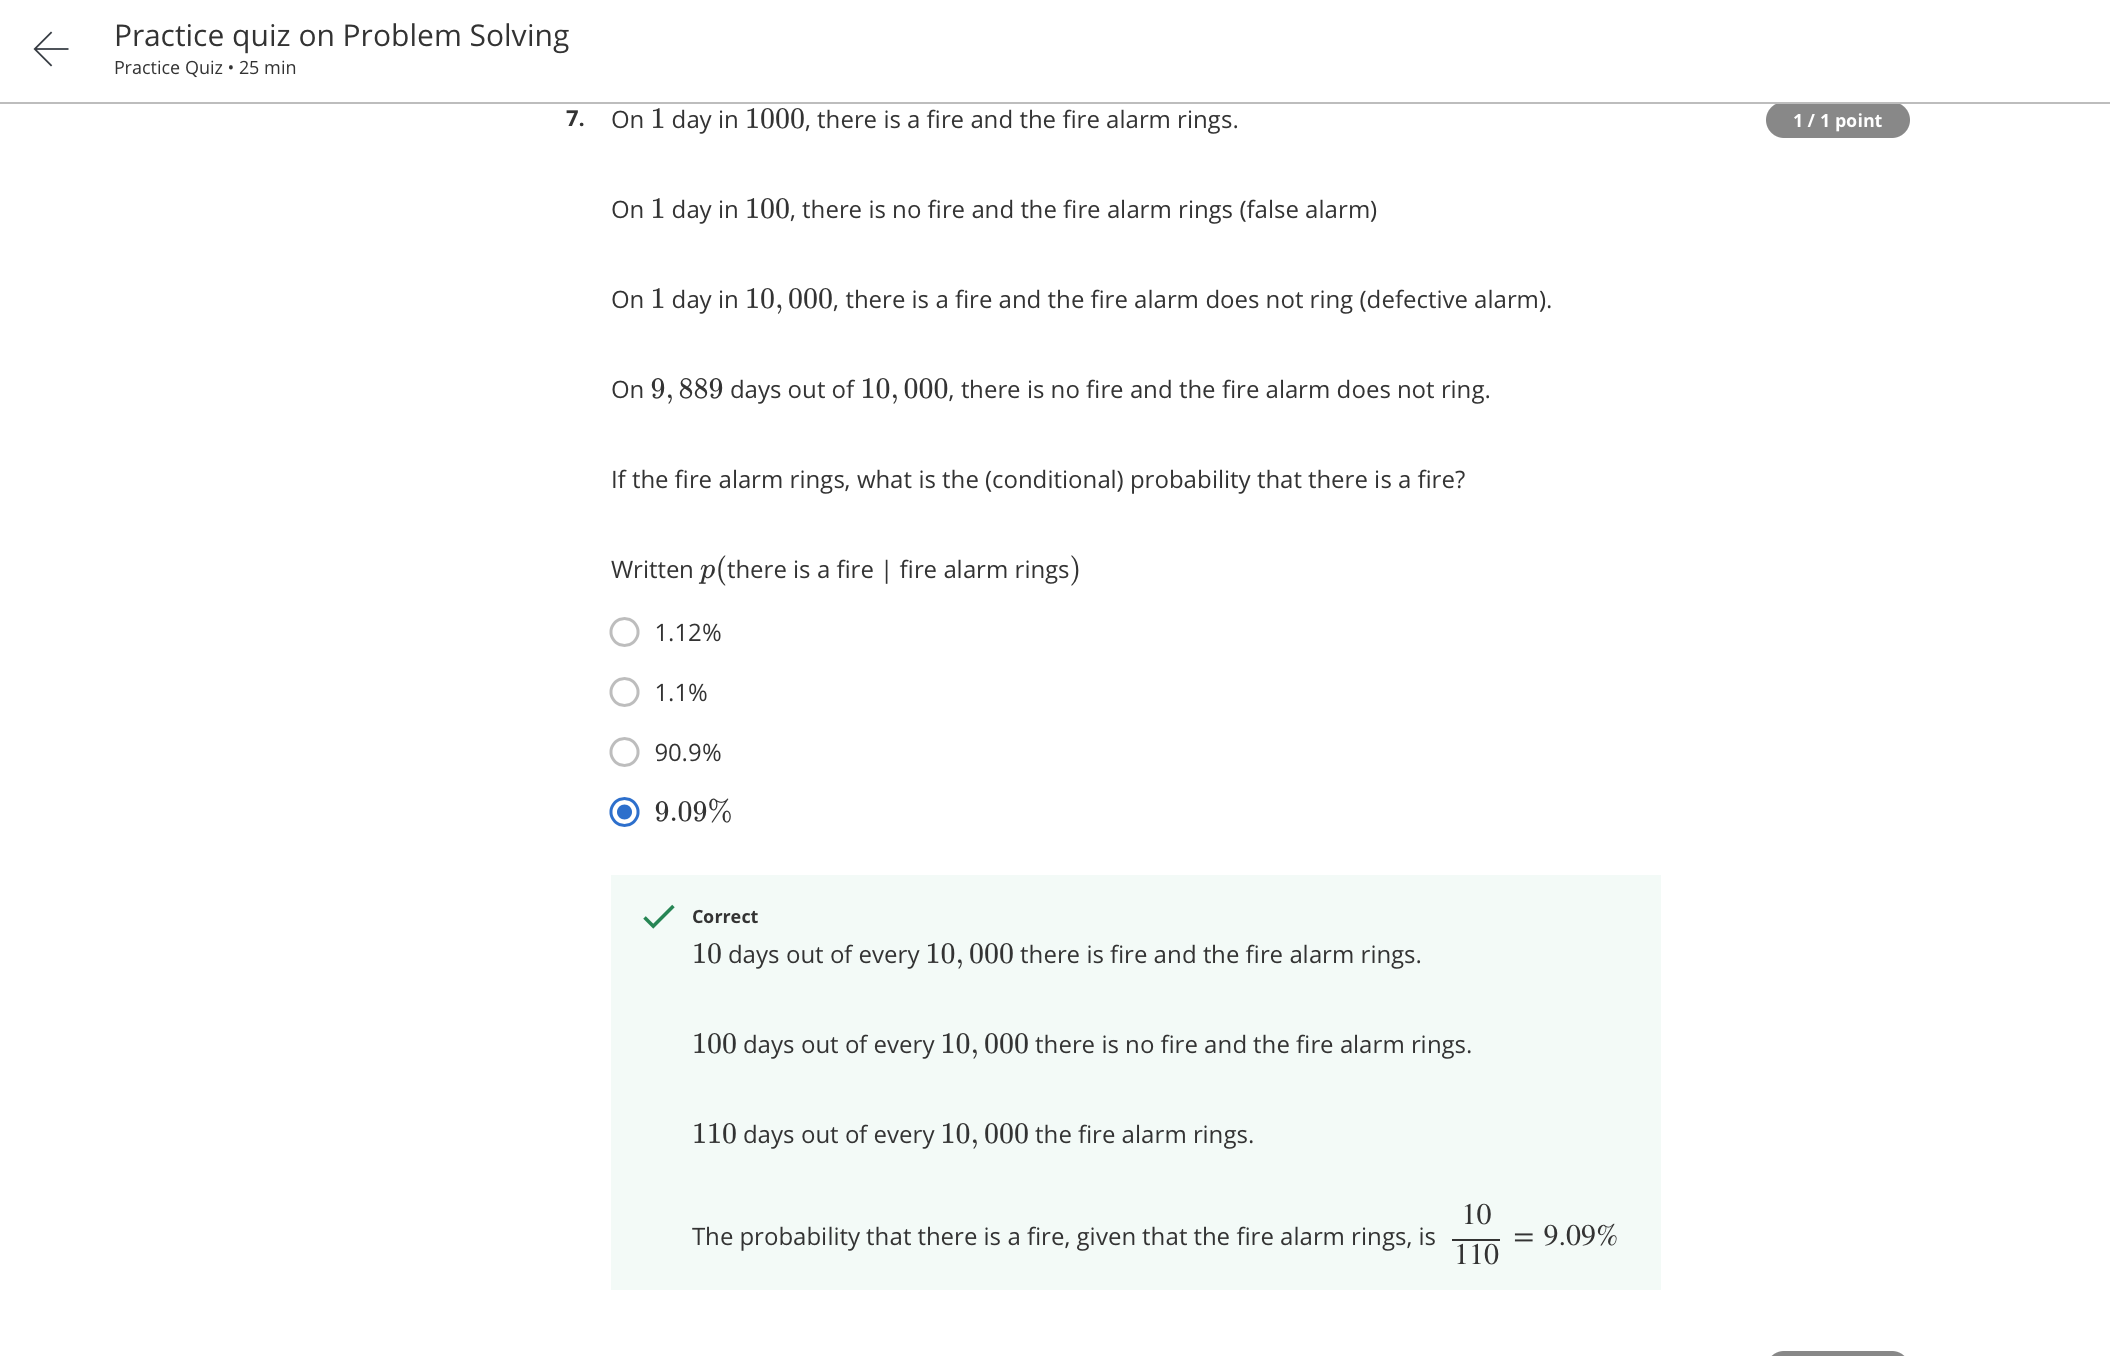 Practice quiz on Problem Solving
Practice Quiz • 25 min
7. On 1 day in 1000, there is a fire and the fire alarm rings.
1 / 1 point
On 1 day in 100, there is no fire and the fire alarm rings (false alarm)
On 1 day in 10,000, there is a fire and the fire alarm does not ring (defective alarm).
On 9,889 days out of 10,000, there is no fire and the fire alarm does not ring.
If the fire alarm rings, what is the (conditional) probability that there is a fire?
Written p(there is a fire | fire alarm rings)
1.12%
1.1%
90.9%
9.09%
Correct
10 days out of every 10,000 there is fire and the fire alarm rings.
100 days out of every 10,000 there is no fire and the fire alarm rings.
110 days out of every 10,000 the fire alarm rings.
The probability that there is a fire, given that the fire alarm rings, is 10/110 = 9.09%